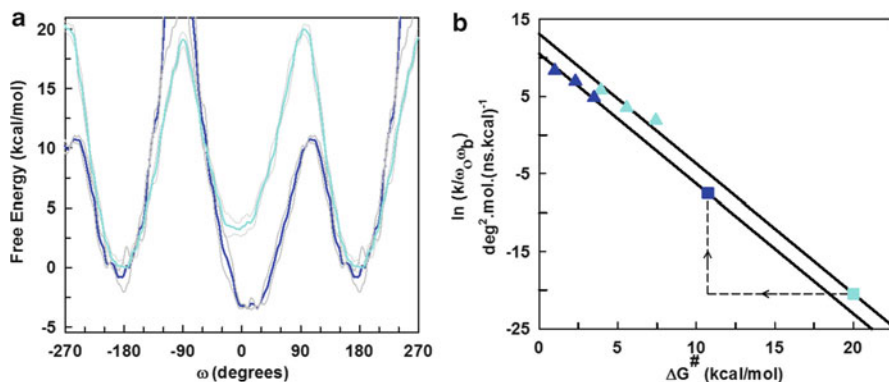 a
20
15
10
5
0
-5
-270 -180 -90 0 90 180 270
Free Energy (kcal/mol)
ω (degrees)
b
15
5
-5
-15
-25
0 5 10 15 20
ln (k/ωₒω_b)
deg².mol.(ns.kcal)⁻¹
ΔG# (kcal/mol)